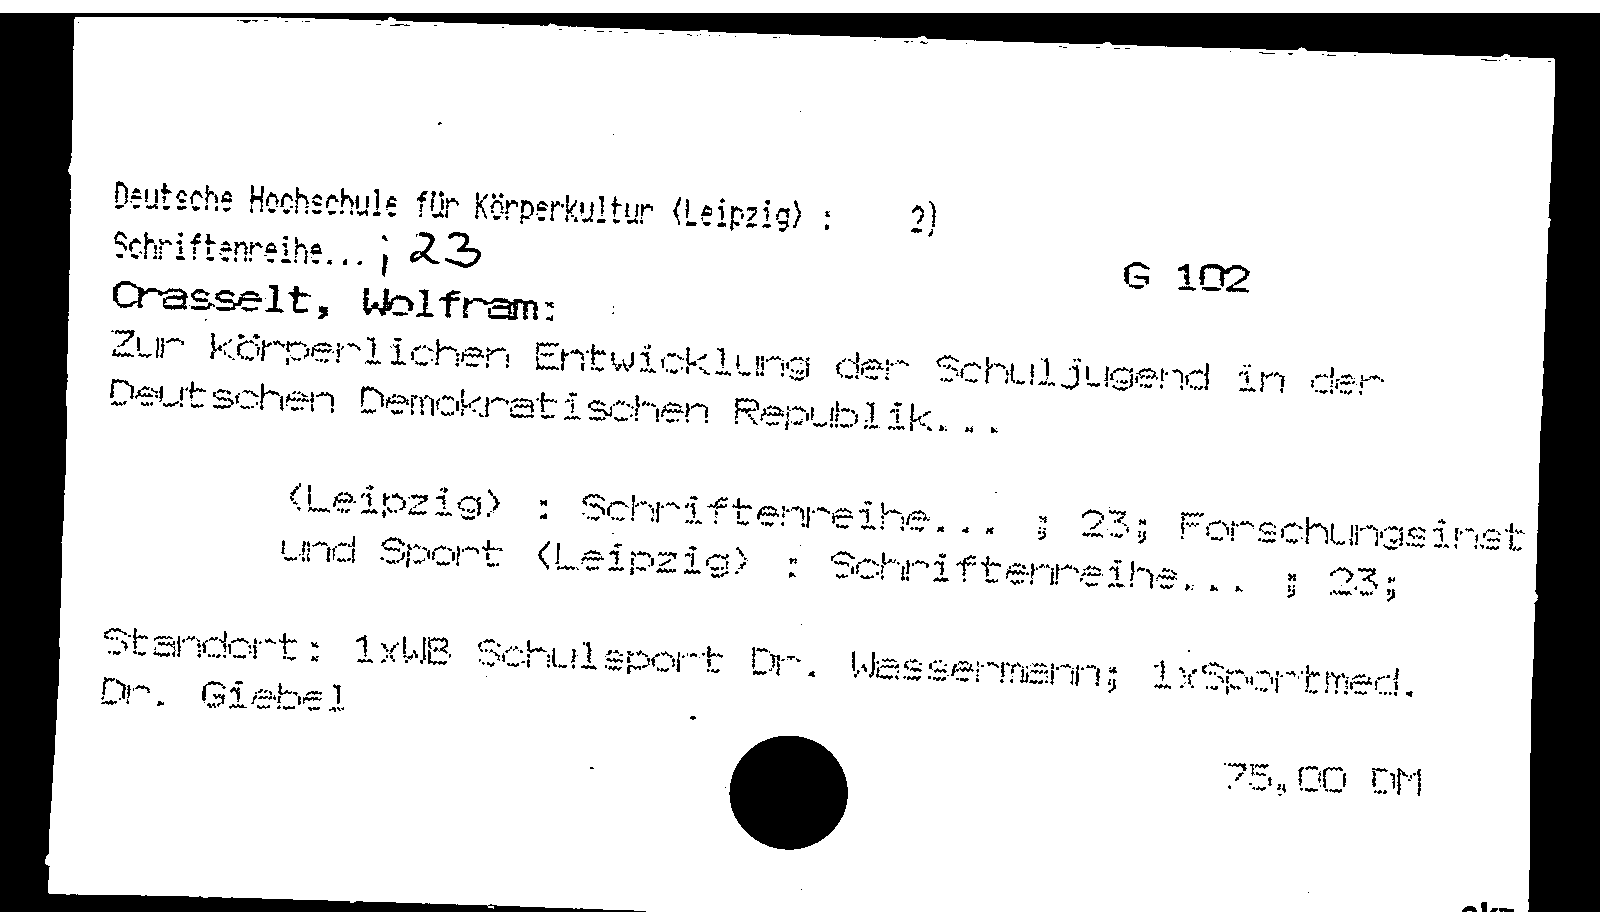 Deutsche Hochschule für Körperkultur (Leipzig) : 2)
Schriftenreihe... ; 23
G 102
Crasselt, Wolfram:
Zur körperlichen Entwicklung der Schuljugend in der
Deutschen Demokratischen Republik...
(Leipzig) : Schriftenreihe... ; 23; Forschungsinst
und Sport (Leipzig) : Schriftenreihe... ; 23;
Standort: 1xWB Schulsport Dr. Wassermann; 1xSportmed.
Dr. Giebel
75,00 DM